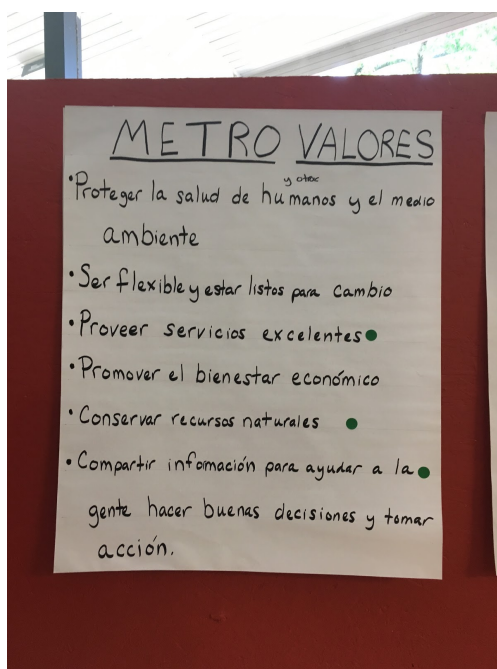 METRO VALORES
y otros
• Proteger la salud de humanos y el medio
ambiente
• Ser flexible y estar listos para cambio
• Proveer servicios excelentes
• Promover el bienestar económico
• Conservar recursos naturales
• Compartir información para ayudar a la
gente hacer buenas decisiones y tomar
acción.